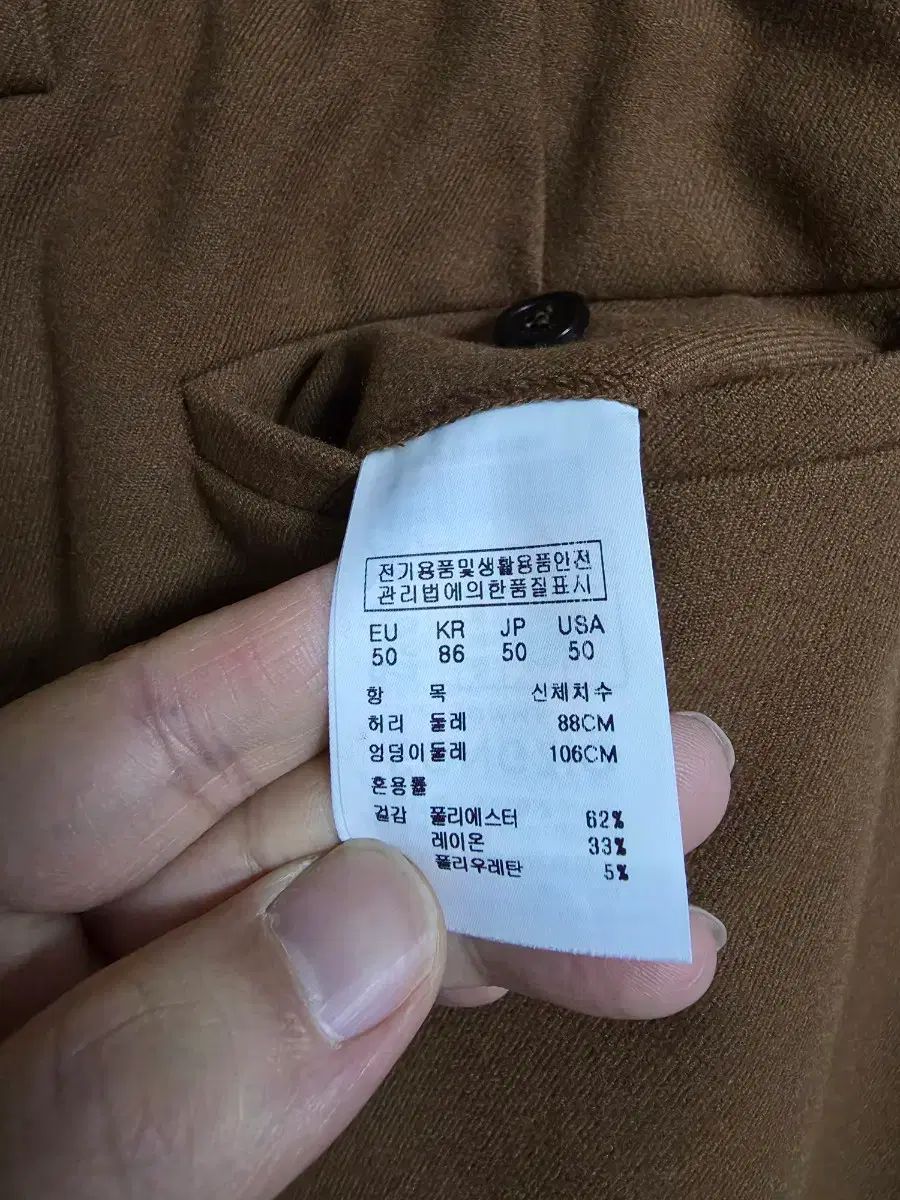 전기용품및생활용품안전
관리법에의한품질표시
EU KR JP USA
50 86 50 50
항 목 신체치수
허리 둘레 88CM
엉덩이둘레 106CM
혼용률
겉감 폴리에스터 62%
레이온 33%
폴리우레탄 5%